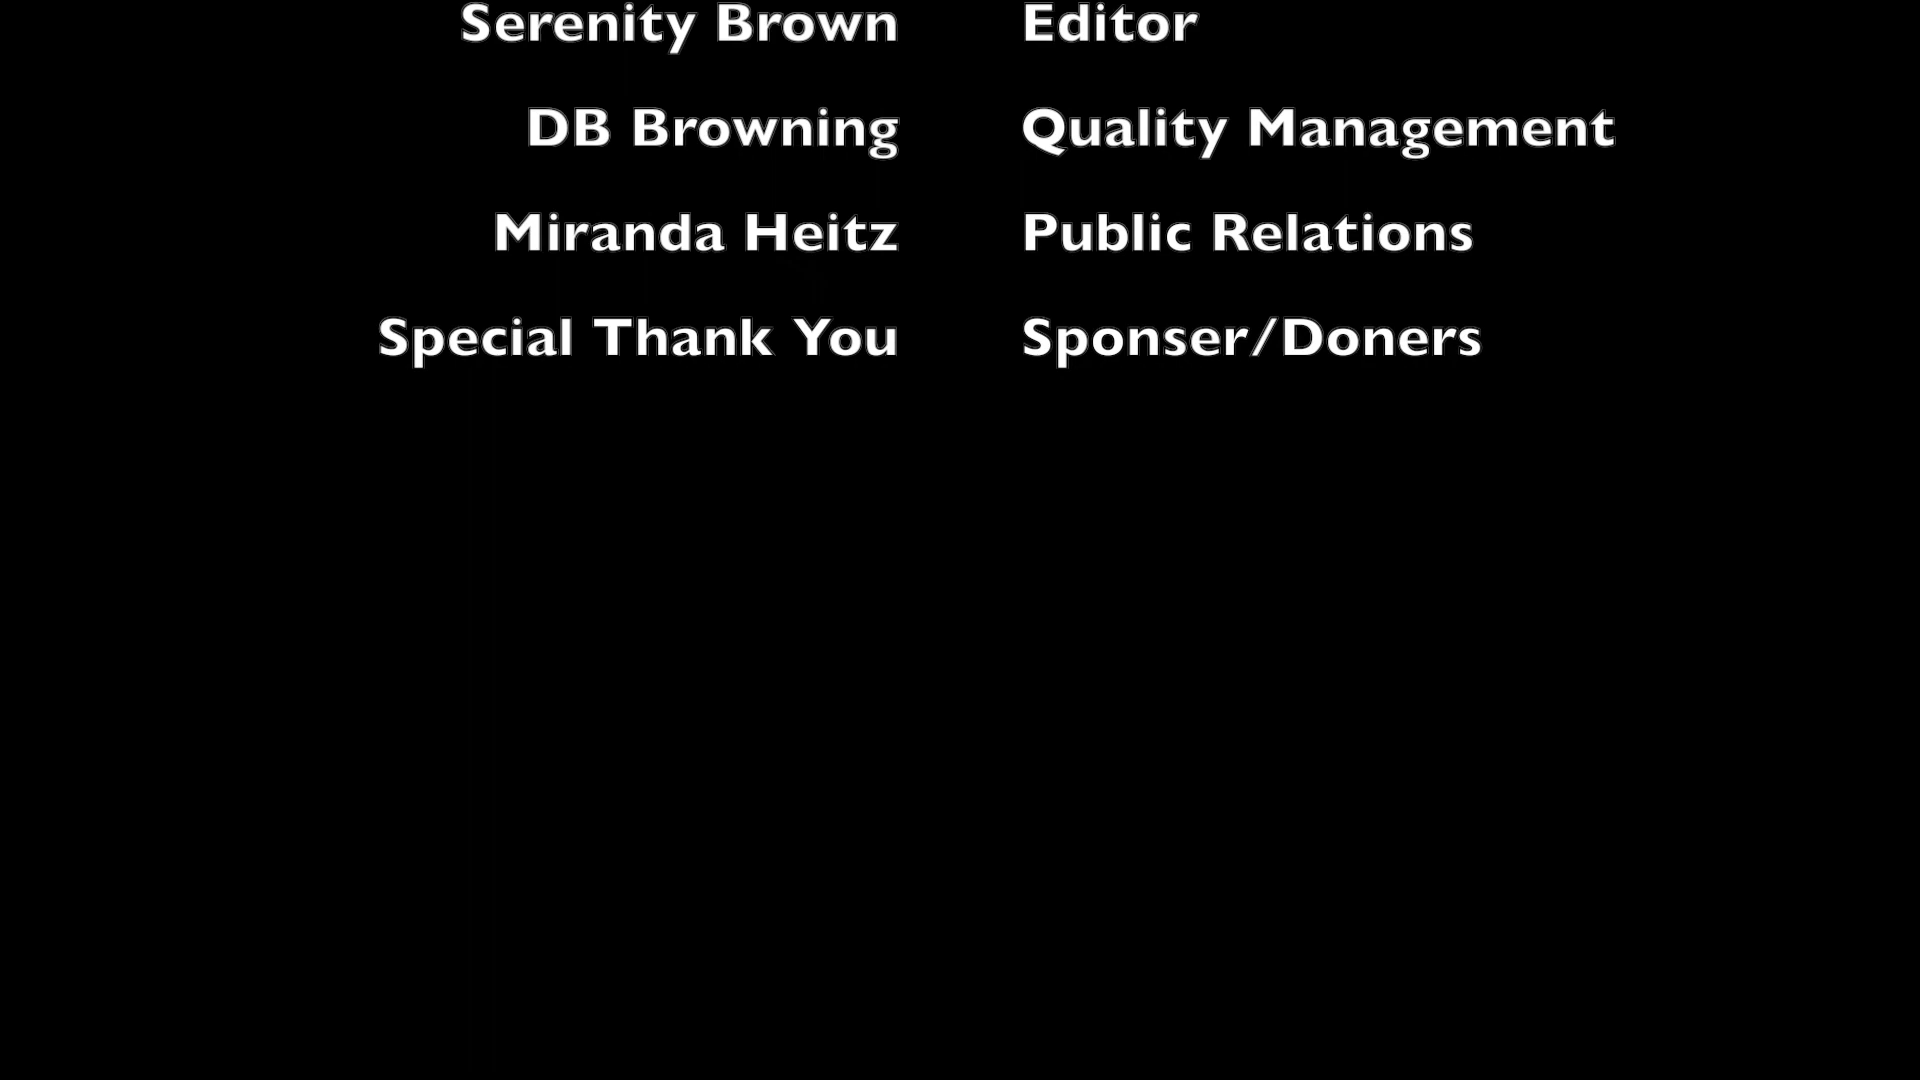 Serenity Brown Editor
DB Browning Quality Management
Miranda Heitz Public Relations
Special Thank You Sponser/Doners